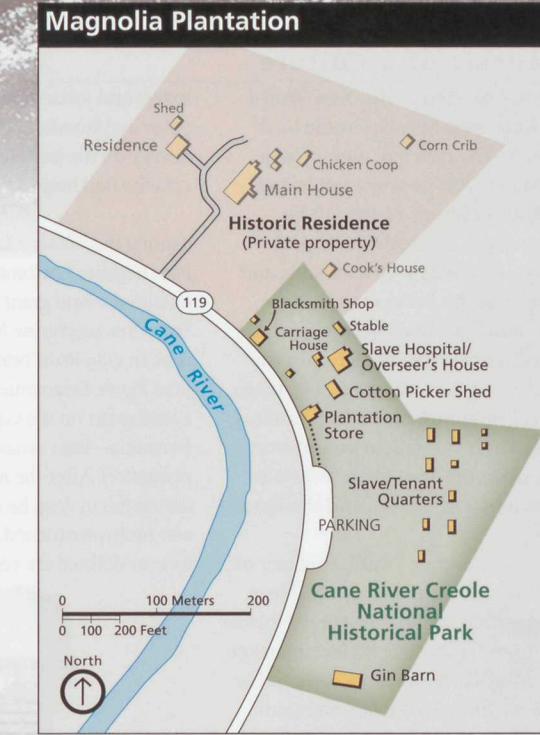 Magnolia Plantation
Shed
Residence
Corn Crib
Chicken Coop
Main House
Historic Residence
(Private property)
Cook's House
119
Blacksmith Shop
Stable
Carriage
House
Slave Hospital/
Overseer's House
Cane River
Cotton Picker Shed
Plantation
Store
Slave/Tenant
Quarters
PARKING
Cane River Creole
National
Historical Park
0 100 Meters 200
0 100 200 Feet
North
Gin Barn